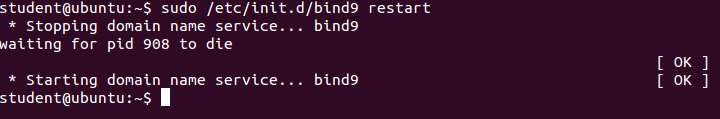 student@ubuntu:~$ sudo /etc/init.d/bind9 restart
 * Stopping domain name service... bind9
waiting for pid 908 to die
[ OK ]
 * Starting domain name service... bind9 [ OK ]
student@ubuntu:~$